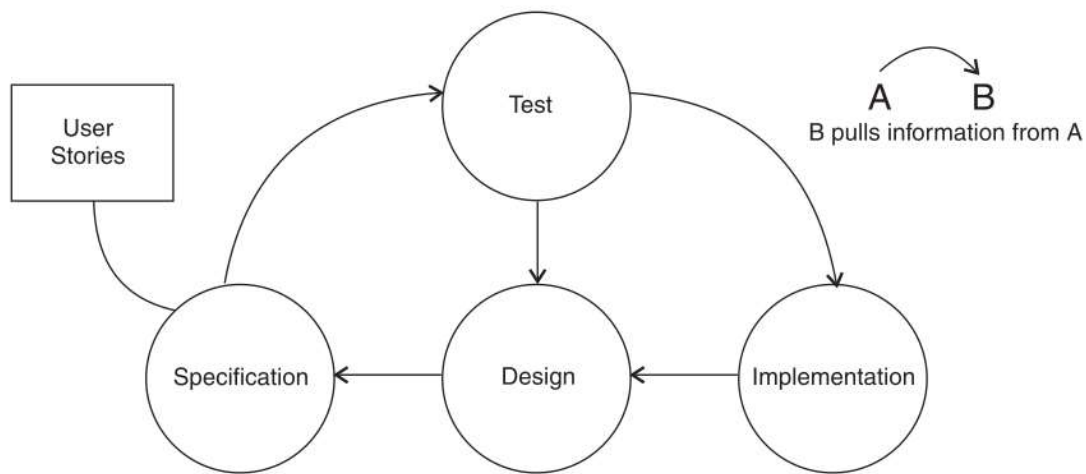 Test
A B
B pulls information from A
User
Stories
Specification
Design
Implementation